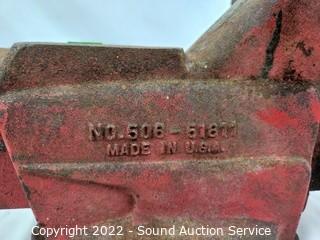 NO. 506-51871
MADE IN U.S.A.
Copyright 2022 - Sound Auction Service